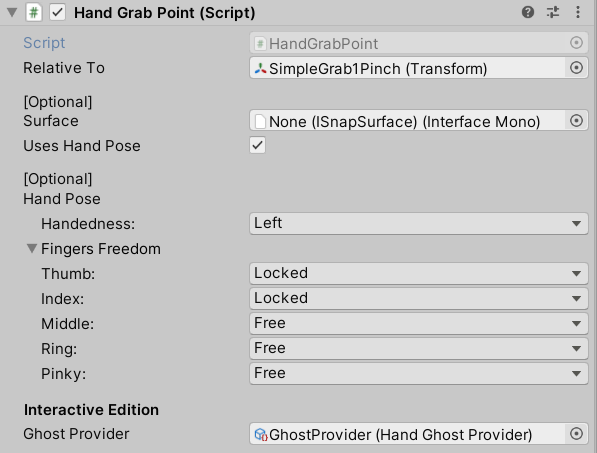 Hand Grab Point (Script)
Script # HandGrabPoint
Relative To SimpleGrab1Pinch (Transform)
[Optional]
Surface None (ISnapSurface) (Interface Mono)
Uses Hand Pose
[Optional]
Hand Pose
Handedness: Left
Fingers Freedom
Thumb: Locked
Index: Locked
Middle: Free
Ring: Free
Pinky: Free
Interactive Edition
Ghost Provider GhostProvider (Hand Ghost Provider)